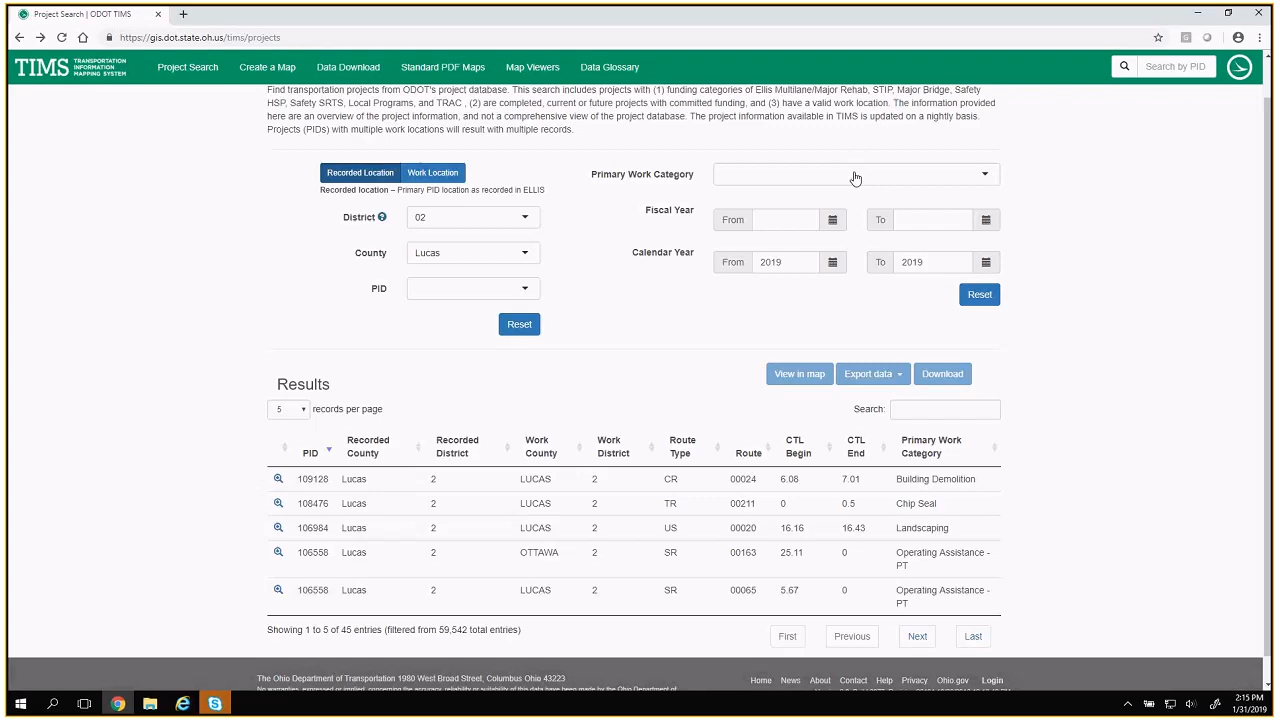 Project Search | ODOT TIMS
https://gis.dot.state.oh.us/tims/projects
TIMS TRANSPORTATION INFORMATION MAPPING SYSTEM
Project Search Create a Map Data Download Standard PDF Maps Map Viewers Data Glossary Search by PID
Find transportation projects from ODOT's project database. This search includes projects with (1) funding categories of Ellis Multilane/Major Rehab, STIP, Major Bridge, Safety
HSP, Safety SRTS, Local Programs, and TRAC , (2) are completed, current or future projects with committed funding, and (3) have a valid work location. The information provided
here are an overview of the project information, and not a comprehensive view of the project database. The project information available in TIMS is updated on a nightly basis.
Projects (PIDs) with multiple work locations will result with multiple records.
Recorded Location Work Location
Recorded location – Primary PID location as recorded in ELLIS
District 02
County Lucas
PID
Reset
Primary Work Category
Fiscal Year From To
Calendar Year From 2019 To 2019
Reset
Results
View in map Export data Download
5 records per page
Search:
PID Recorded County Recorded District Work County Work District Route Type Route CTL Begin CTL End Primary Work Category
109128 Lucas 2 LUCAS 2 CR 00024 6.08 7.01 Building Demolition
108476 Lucas 2 LUCAS 2 TR 00211 0 0.5 Chip Seal
106984 Lucas 2 LUCAS 2 US 00020 16.16 16.43 Landscaping
106558 Lucas 2 OTTAWA 2 SR 00163 25.11 0 Operating Assistance - PT
106558 Lucas 2 LUCAS 2 SR 00065 5.67 0 Operating Assistance - PT
Showing 1 to 5 of 45 entries (filtered from 59,542 total entries)
First Previous Next Last
The Ohio Department of Transportation 1980 West Broad Street, Columbus Ohio 43223
Home News About Contact Help Privacy Ohio.gov Login
2:15 PM
1/31/2019